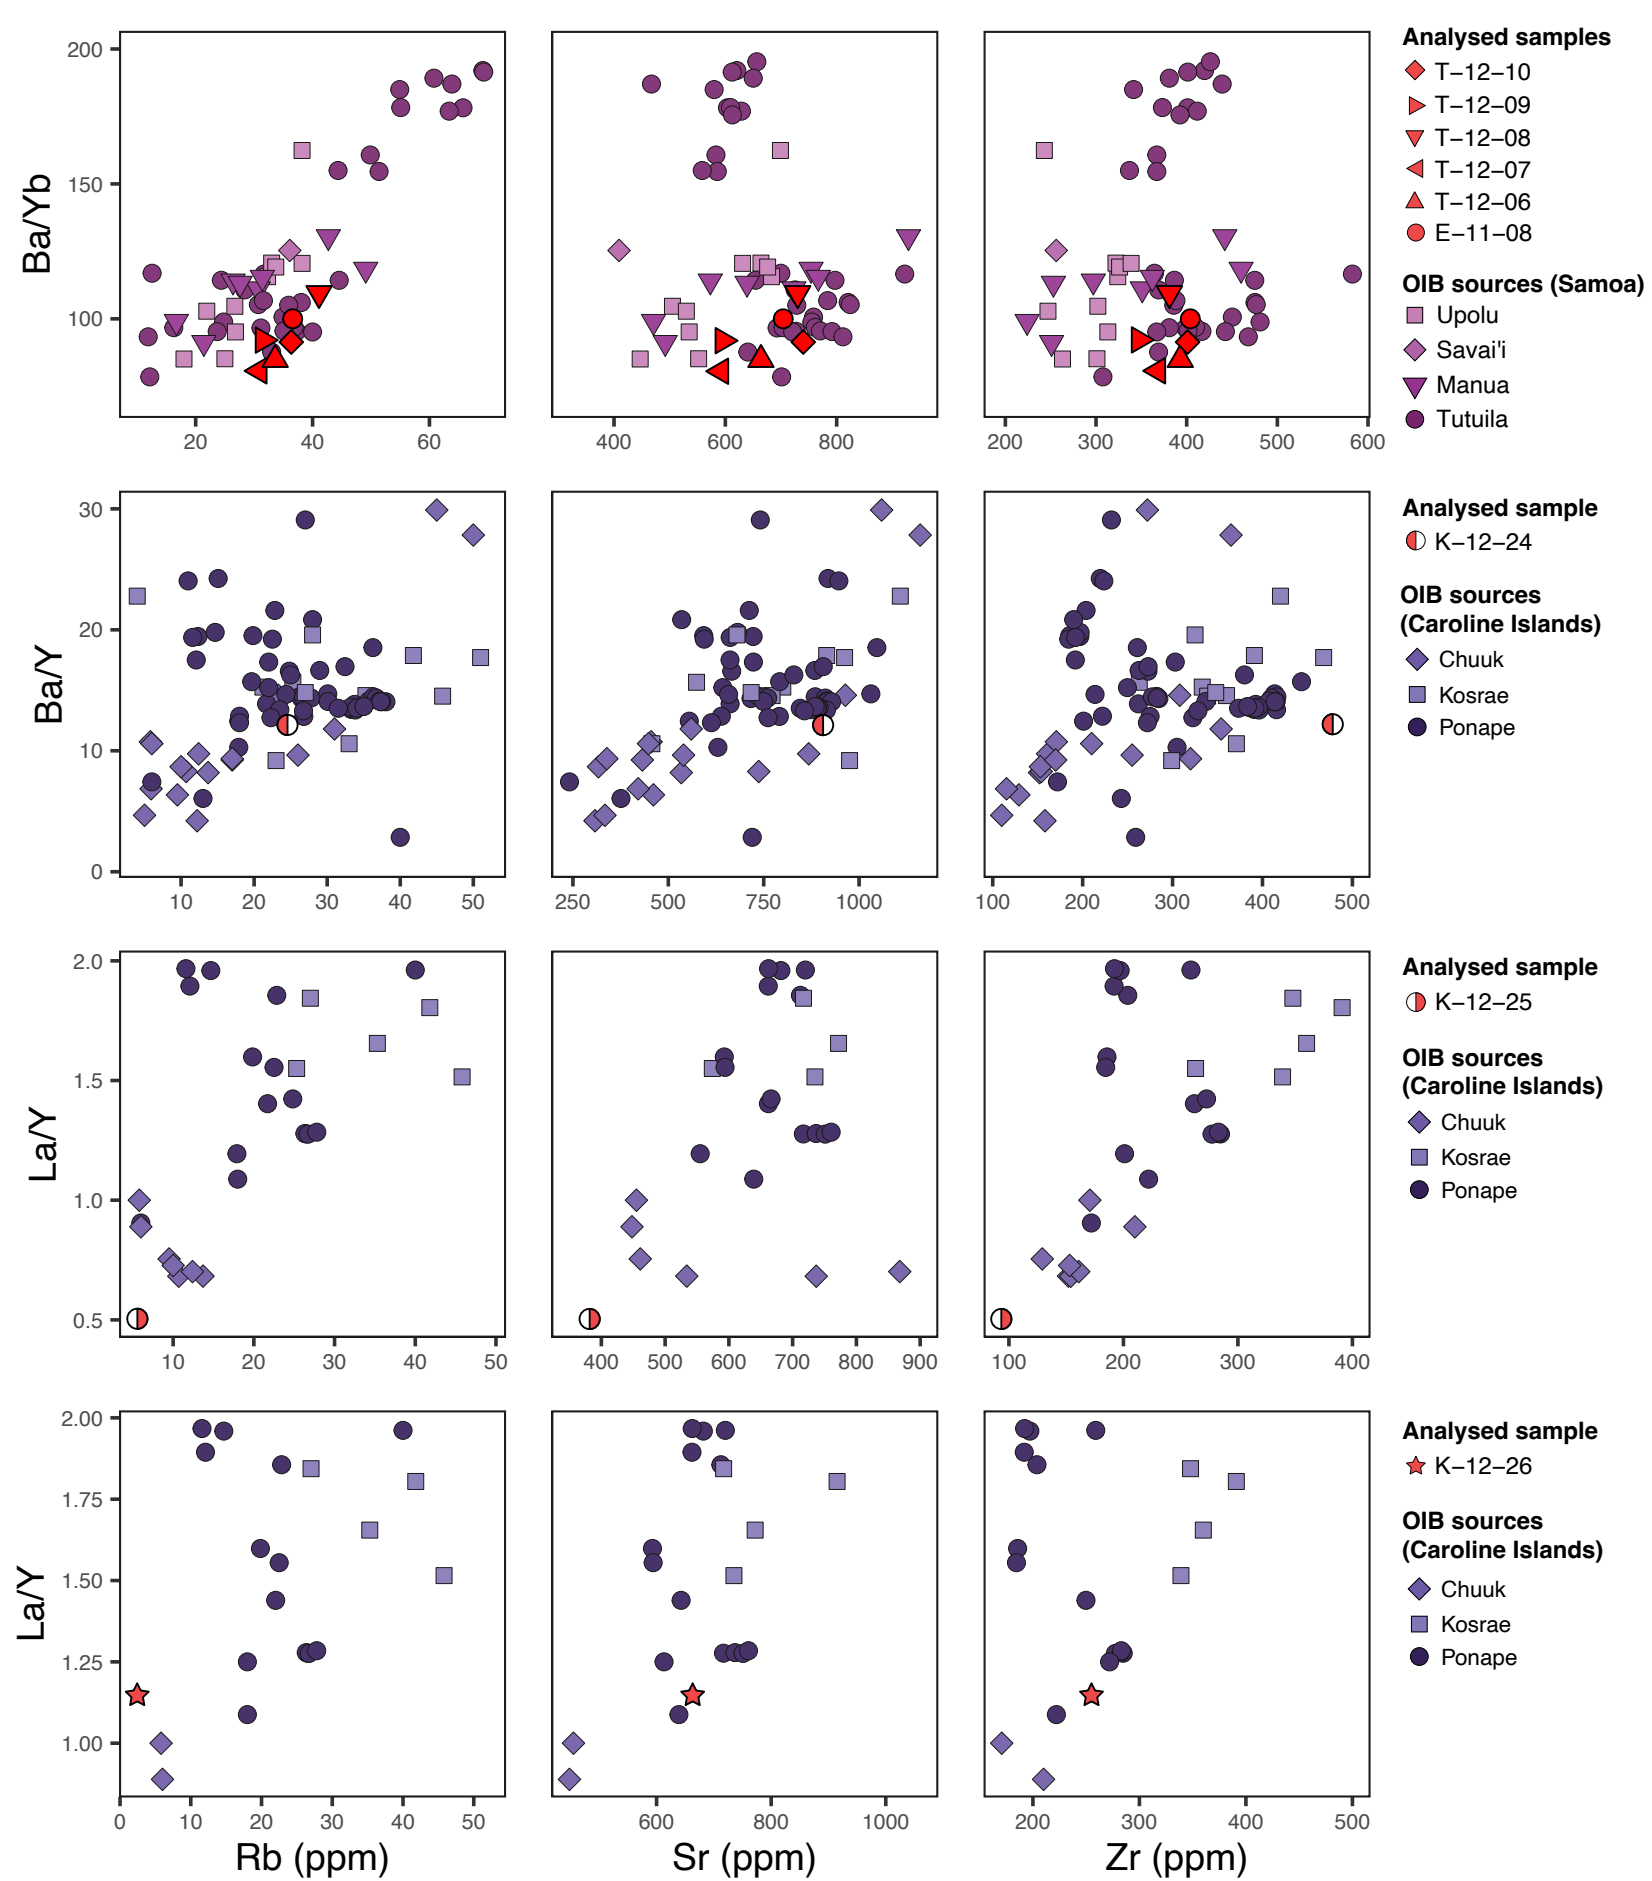 Ba/Yb
200
150
100
20
40
60
400
600
800
200
300
400
500
600
Analysed samples
T−12−10
T−12−09
T−12−08
T−12−07
T−12−06
E−11−08
OIB sources (Samoa)
Upolu
Savai'i
Manua
Tutuila
Ba/Y
30
20
10
0
10
20
30
40
50
250
500
750
1000
100
200
300
400
500
Analysed sample
K−12−24
OIB sources
(Caroline Islands)
Chuuk
Kosrae
Ponape
La/Y
2.0
1.5
1.0
0.5
10
20
30
40
50
400
500
600
700
800
900
100
200
300
400
Analysed sample
K−12−25
OIB sources
(Caroline Islands)
Chuuk
Kosrae
Ponape
La/Y
2.00
1.75
1.50
1.25
1.00
0
10
20
30
40
50
600
800
1000
200
300
400
500
Rb (ppm)
Sr (ppm)
Zr (ppm)
Analysed sample
K−12−26
OIB sources
(Caroline Islands)
Chuuk
Kosrae
Ponape